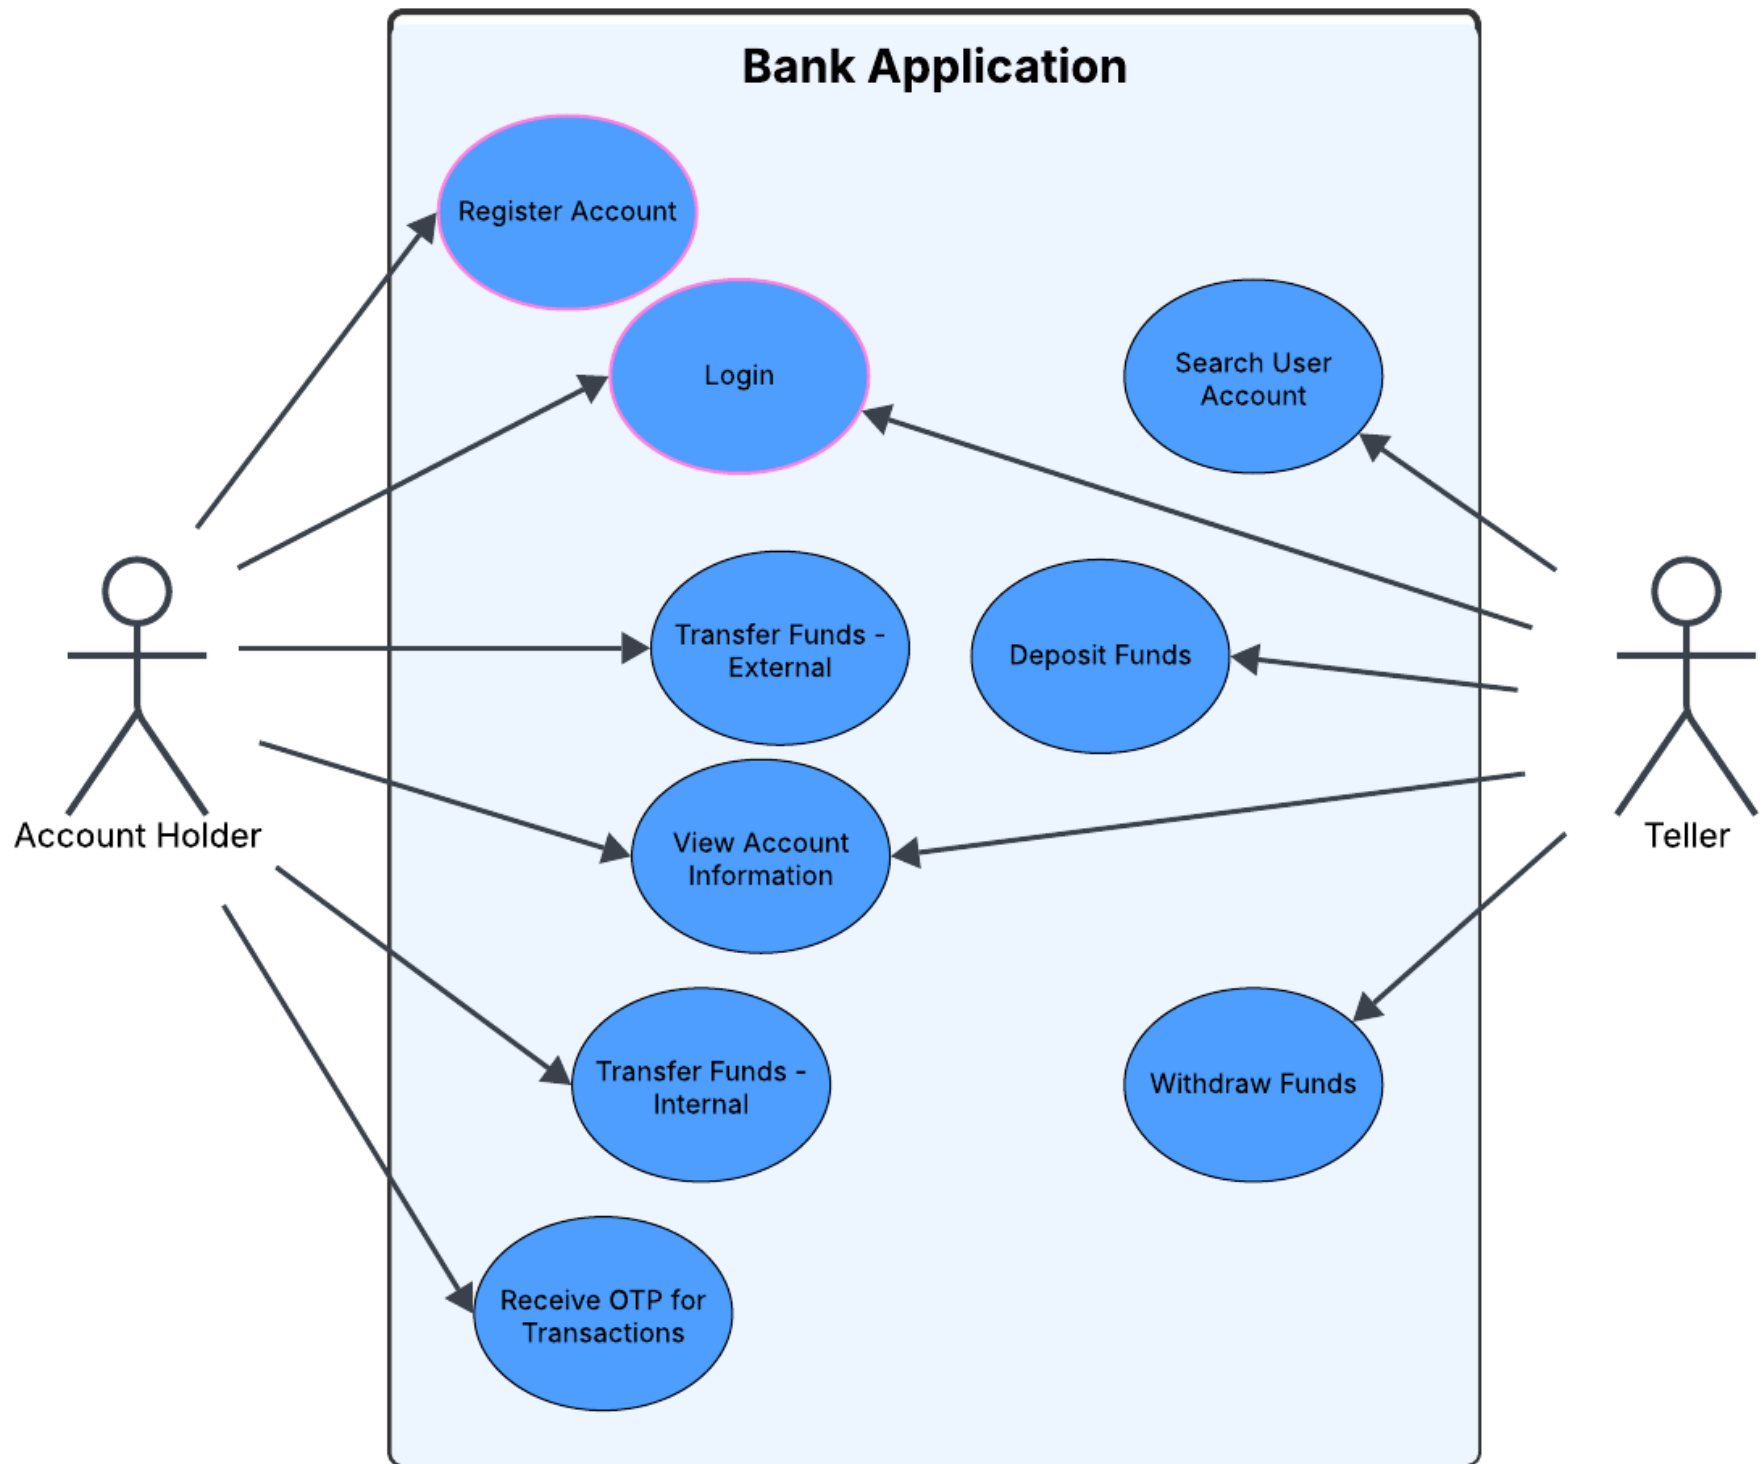 Bank Application
Register Account
Login
Search User
Account
Transfer Funds -
External
Deposit Funds
Account Holder
Teller
View Account
Information
Transfer Funds -
Internal
Withdraw Funds
Receive OTP for
Transactions